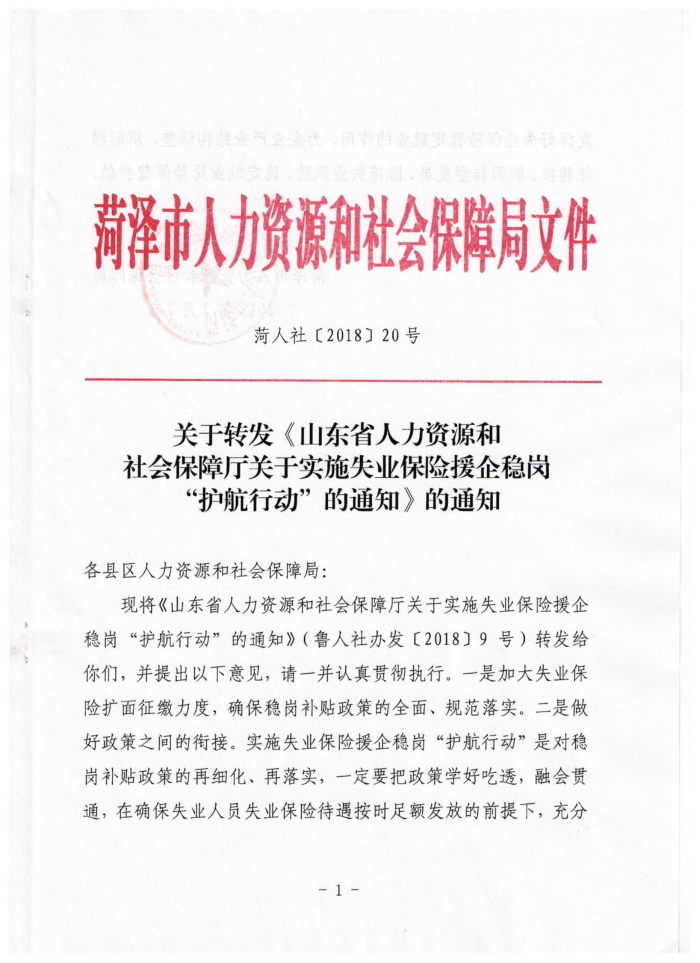 菏泽市人力资源和社会保障局文件
菏人社〔2018〕20号
关于转发《山东省人力资源和
社会保障厅关于实施失业保险援企稳岗
“护航行动”的通知》的通知
各县区人力资源和社会保障局：
现将《山东省人力资源和社会保障厅关于实施失业保险援企
稳岗“护航行动”的通知》（鲁人社办发〔2018〕9 号）转发给
你们，并提出以下意见，请一并认真贯彻执行。一是加大失业保
险扩面征缴力度，确保稳岗补贴政策的全面、规范落实。二是做
好政策之间的衔接。实施失业保险援企稳岗“护航行动”是对稳
岗补贴政策的再细化、再落实，一定要把政策学好吃透，融会贯
通，在确保失业人员失业保险待遇按时足额发放的前提下，充分
- 1 -